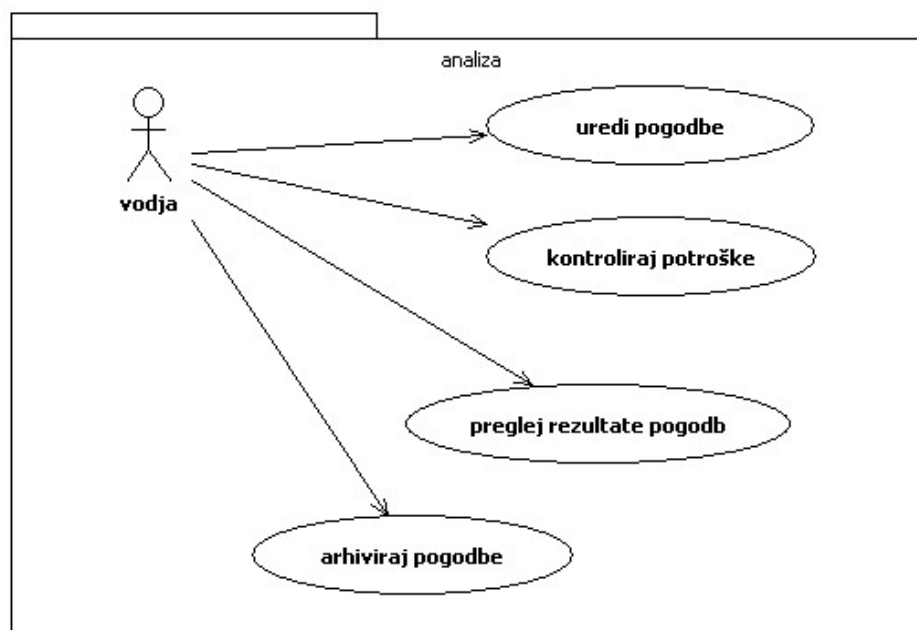 analiza
uredi pogodbe
vodja
kontroliraj potroške
preglej rezultate pogodb
arhiviraj pogodbe